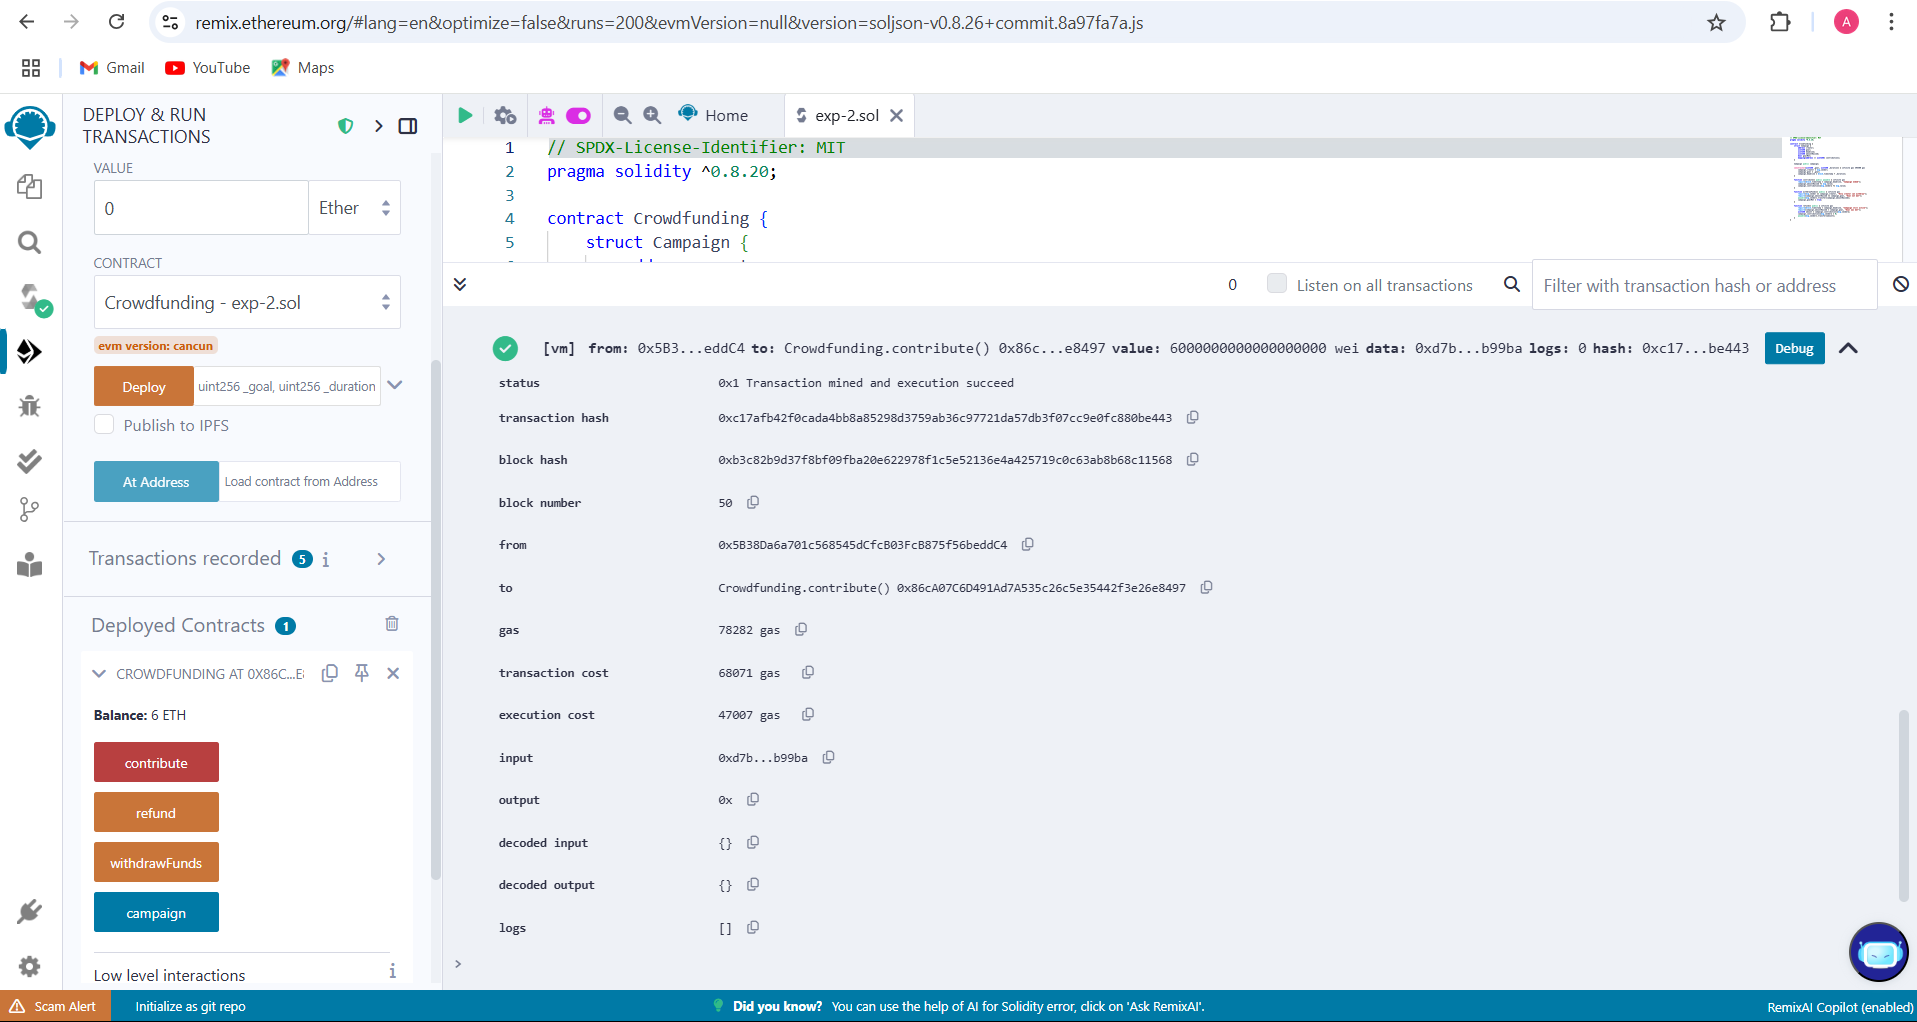 remix.ethereum.org/#lang=en&optimize=false&runs=200&evmVersion=null&version=soljson-v0.8.26+commit.8a97fa7a.js
A
Gmail YouTube Maps
DEPLOY & RUN
TRANSACTIONS
VALUE
0 Ether
CONTRACT
Crowdfunding - exp-2.sol
evm version: cancun
Deploy uint256 _goal, uint256 _duration
Publish to IPFS
At Address Load contract from Address
Transactions recorded 5 i
Deployed Contracts 1
CROWDFUNDING AT 0X86C...E
Balance: 6 ETH
contribute
refund
withdrawFunds
campaign
Low level interactions i
Home exp-2.sol
1 // SPDX-License-Identifier: MIT
2 pragma solidity ^0.8.20;
3
4 contract Crowdfunding {
5 struct Campaign {
0 Listen on all transactions Filter with transaction hash or address
[vm] from: 0x5B3...eddC4 to: Crowdfunding.contribute() 0x86c...e8497 value: 6000000000000000000 wei data: 0xd7b...b99ba logs: 0 hash: 0xc17...be443 Debug
status 0x1 Transaction mined and execution succeed
transaction hash 0xc17afb42f0cada4bb8a85298d3759ab36c97721da57db3f07cc9e0fc880be443
block hash 0xb3c82b9d37f8bf09fba20e622978f1c5e52136e4a425719c0c63ab8b68c11568
block number 50
from 0x5B38Da6a701c568545dCfcB03FcB875f56beddC4
to Crowdfunding.contribute() 0x86cA07C6D491Ad7A535c26c5e35442f3e26e8497
gas 78282 gas
transaction cost 68071 gas
execution cost 47007 gas
input 0xd7b...b99ba
output 0x
decoded input {}
decoded output {}
logs []
>
Scam Alert Initialize as git repo Did you know? You can use the help of AI for Solidity error, click on 'Ask RemixAI'. RemixAI Copilot (enabled)